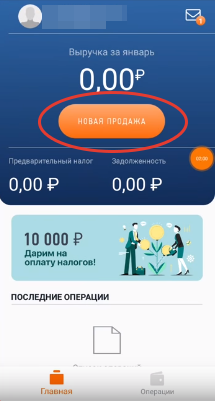 1
Выручка за январь
0,00 ₽
НОВАЯ ПРОДАЖА
Предварительный налог
Задолженность
0,00 ₽
0,00 ₽
10 000 ₽
Дарим на
оплату налогов!
ПОСЛЕДНИЕ ОПЕРАЦИИ
Главная
Операции